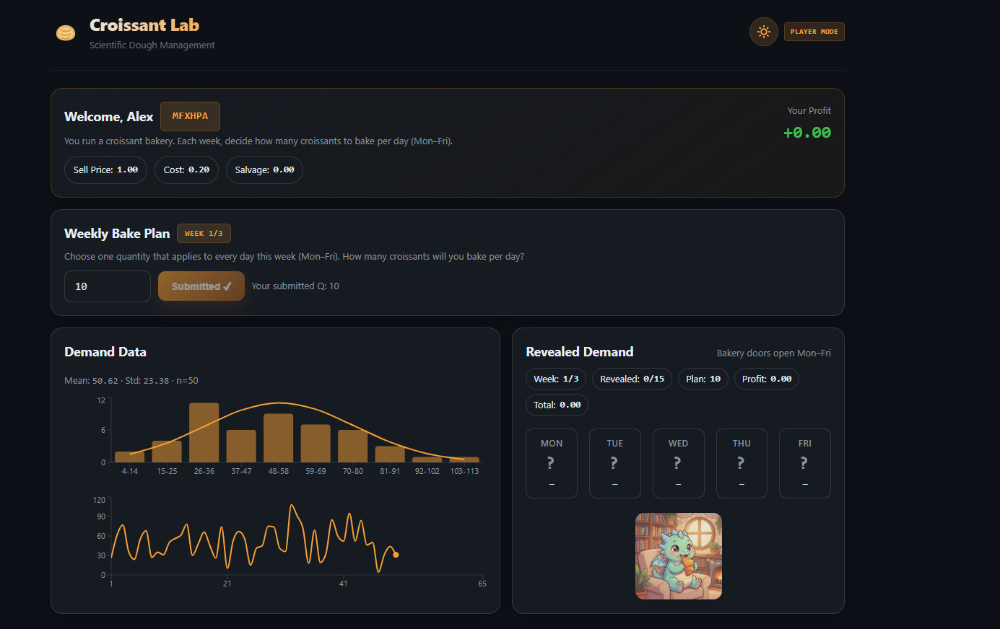 Croissant Lab
Scientific Dough Management
PLAYER MODE
Welcome, Alex MFXHPA
Your Profit
+0.00
You run a croissant bakery. Each week, decide how many croissants to bake per day (Mon–Fri).
Sell Price: 1.00 Cost: 0.20 Salvage: 0.00
Weekly Bake Plan WEEK 1/3
Choose one quantity that applies to every day this week (Mon–Fri). How many croissants will you bake per day?
10 Submitted ✓ Your submitted Q: 10
Demand Data
Mean: 50.62 · Std: 23.38 · n=50
12
6
0
4-14 15-25 26-36 37-47 48-58 59-69 70-80 81-91 92-102 103-113
120
90
60
30
0
1 21 41 65
Revealed Demand
Bakery doors open Mon–Fri
Week: 1/3 Revealed: 0/15 Plan: 10 Profit: 0.00
Total: 0.00
MON TUE WED THU FRI
? ? ? ? ?
– – – – –